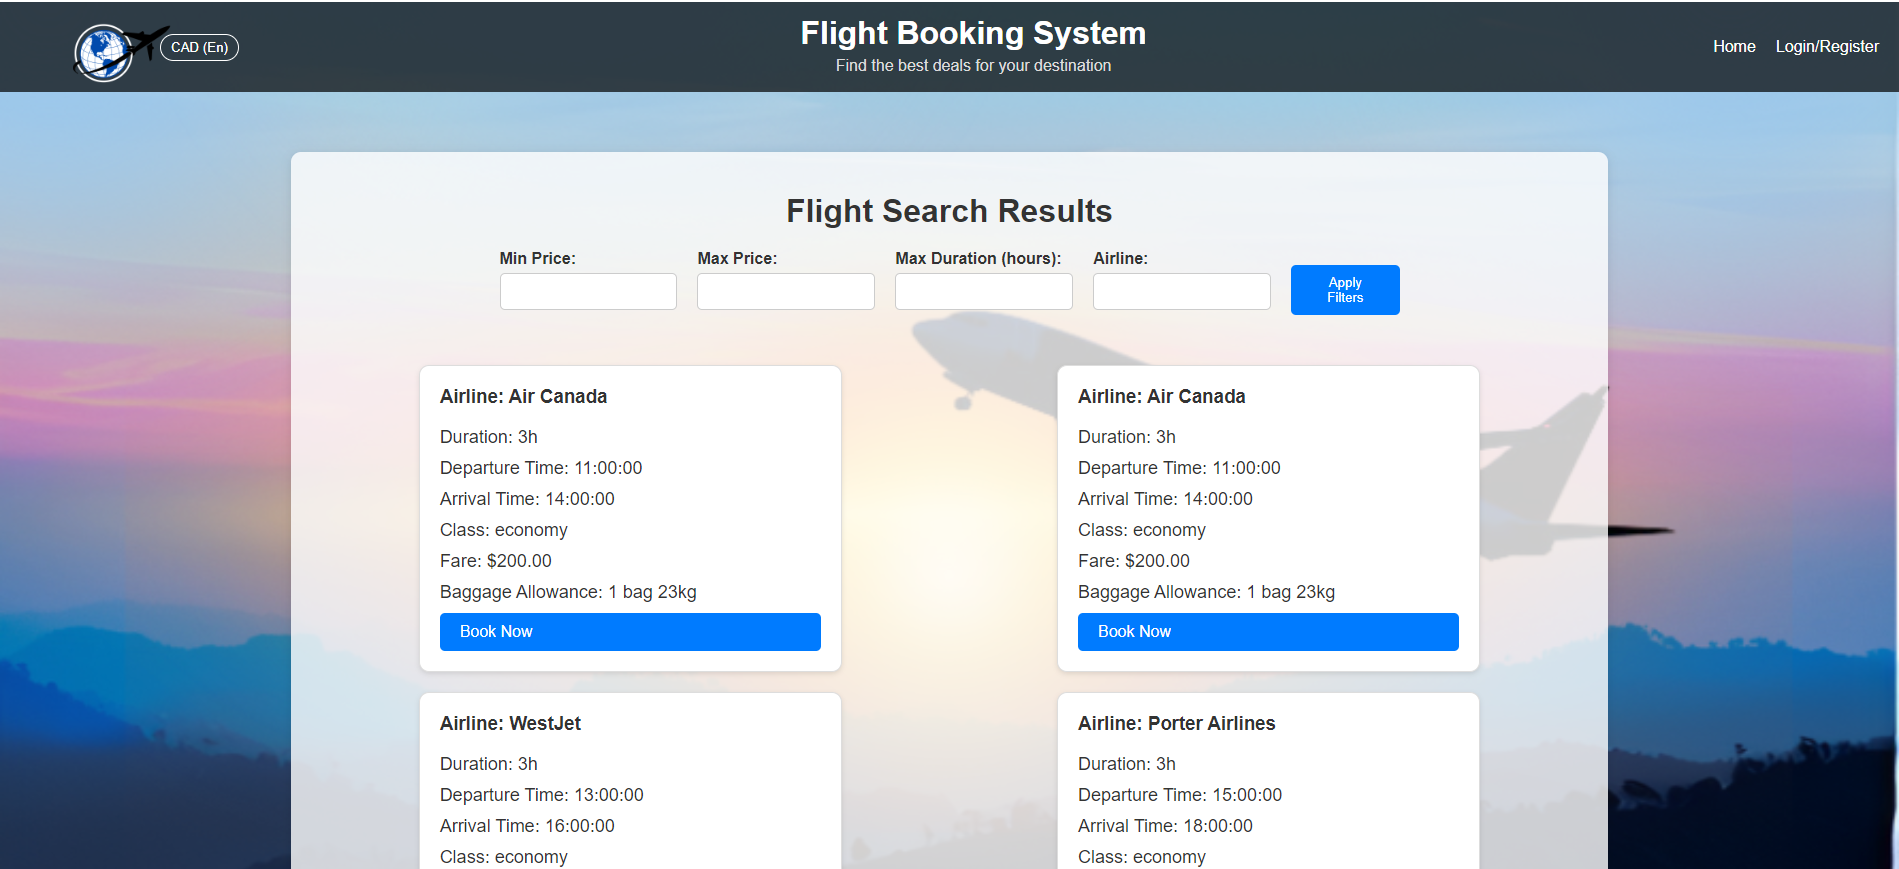 CAD (En)
Flight Booking System
Find the best deals for your destination
Home
Login/Register
Flight Search Results
Min Price:
Max Price:
Max Duration (hours):
Airline:
Apply
Filters
Airline: Air Canada
Duration: 3h
Departure Time: 11:00:00
Arrival Time: 14:00:00
Class: economy
Fare: $200.00
Baggage Allowance: 1 bag 23kg
Book Now
Airline: Air Canada
Duration: 3h
Departure Time: 11:00:00
Arrival Time: 14:00:00
Class: economy
Fare: $200.00
Baggage Allowance: 1 bag 23kg
Book Now
Airline: WestJet
Duration: 3h
Departure Time: 13:00:00
Arrival Time: 16:00:00
Class: economy
Airline: Porter Airlines
Duration: 3h
Departure Time: 15:00:00
Arrival Time: 18:00:00
Class: economy